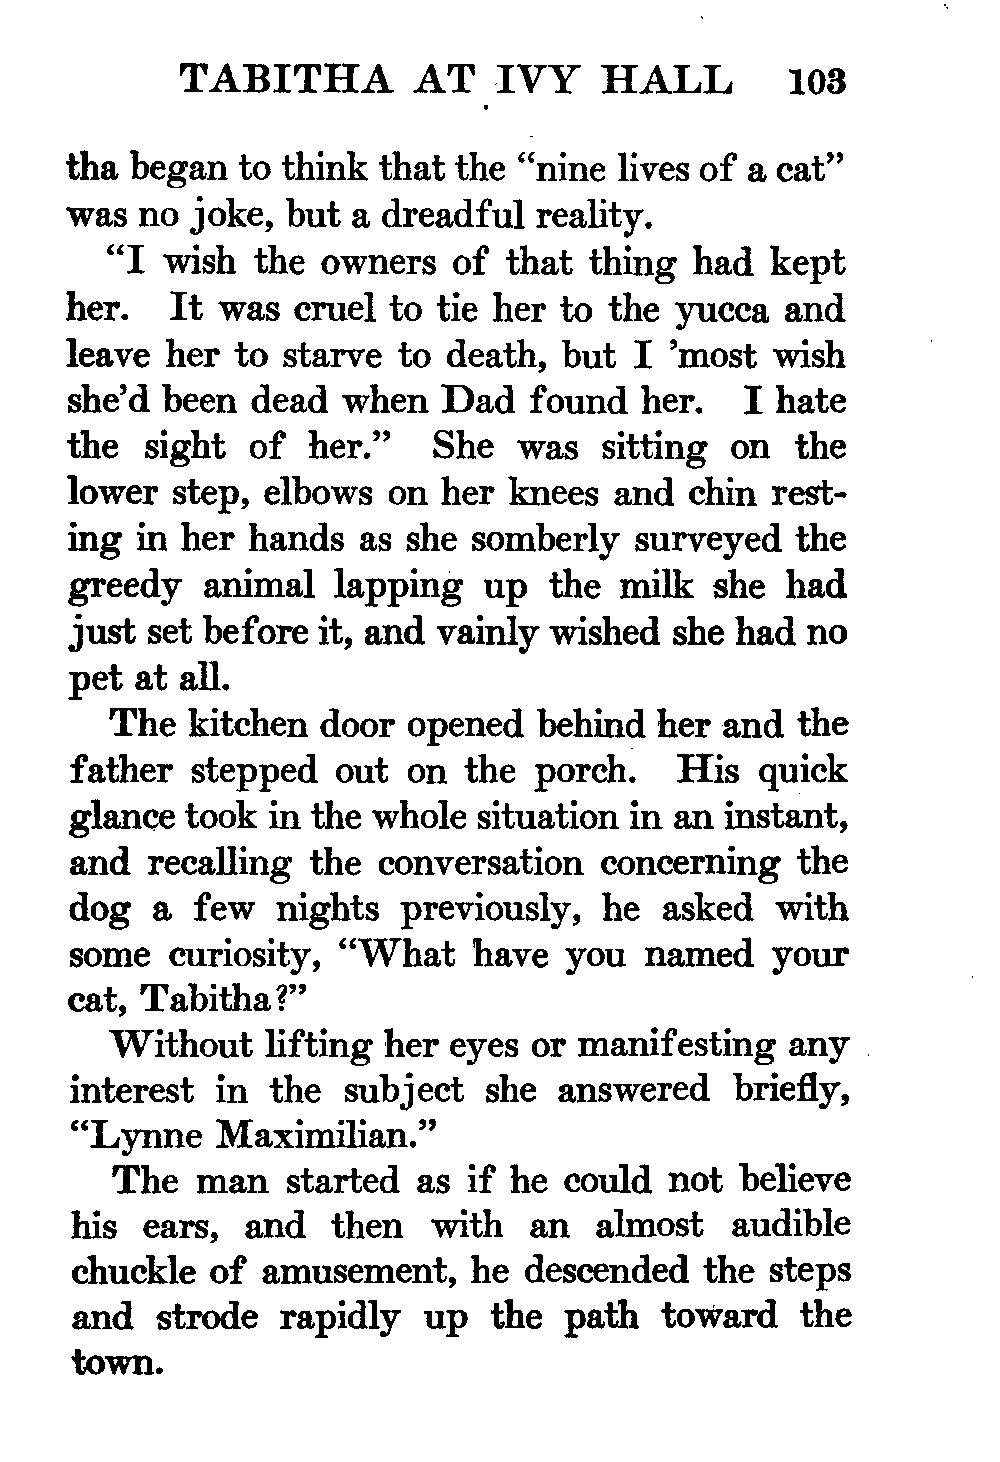 TABITHA AT IVY HALL 103
tha began to think that the “nine lives of a cat”
was no joke, but a dreadful reality.
“I wish the owners of that thing had kept
her. It was cruel to tie her to the yucca and
leave her to starve to death, but I ’most wish
she’d been dead when Dad found her. I hate
the sight of her.” She was sitting on the
lower step, elbows on her knees and chin rest-
ing in her hands as she somberly surveyed the
greedy animal lapping up the milk she had
just set before it, and vainly wished she had no
pet at all.
The kitchen door opened behind her and the
father stepped out on the porch. His quick
glance took in the whole situation in an instant,
and recalling the conversation concerning the
dog a few nights previously, he asked with
some curiosity, “What have you named your
cat, Tabitha?”
Without lifting her eyes or manifesting any
interest in the subject she answered briefly,
“Lynne Maximilian.”
The man started as if he could not believe
his ears, and then with an almost audible
chuckle of amusement, he descended the steps
and strode rapidly up the path toward the
town.